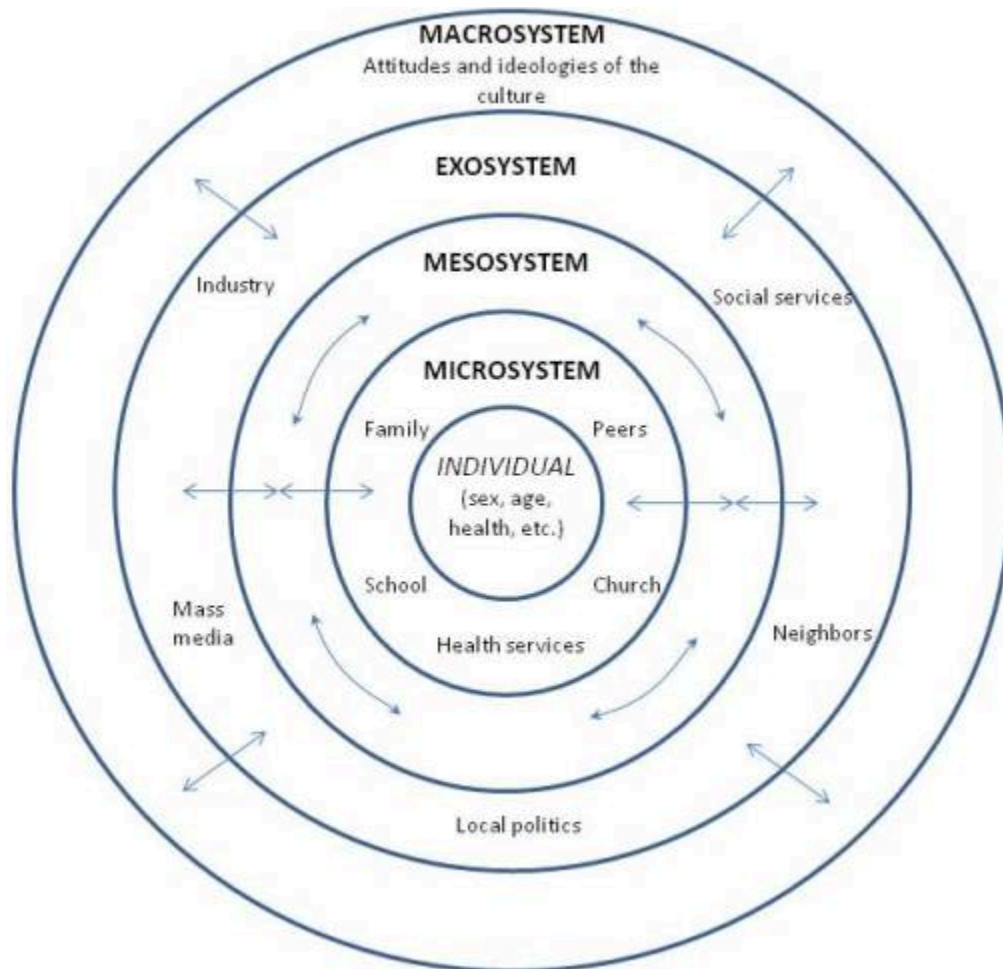 MACROSYSTEM
Attitudes and ideologies of the
culture
EXOSYSTEM
MESOSYSTEM
Industry
Social services
MICROSYSTEM
Family
Peers
INDIVIDUAL
(sex, age,
health, etc.}
School
Church
Mass
media
Health services
Neighbors
Local politics